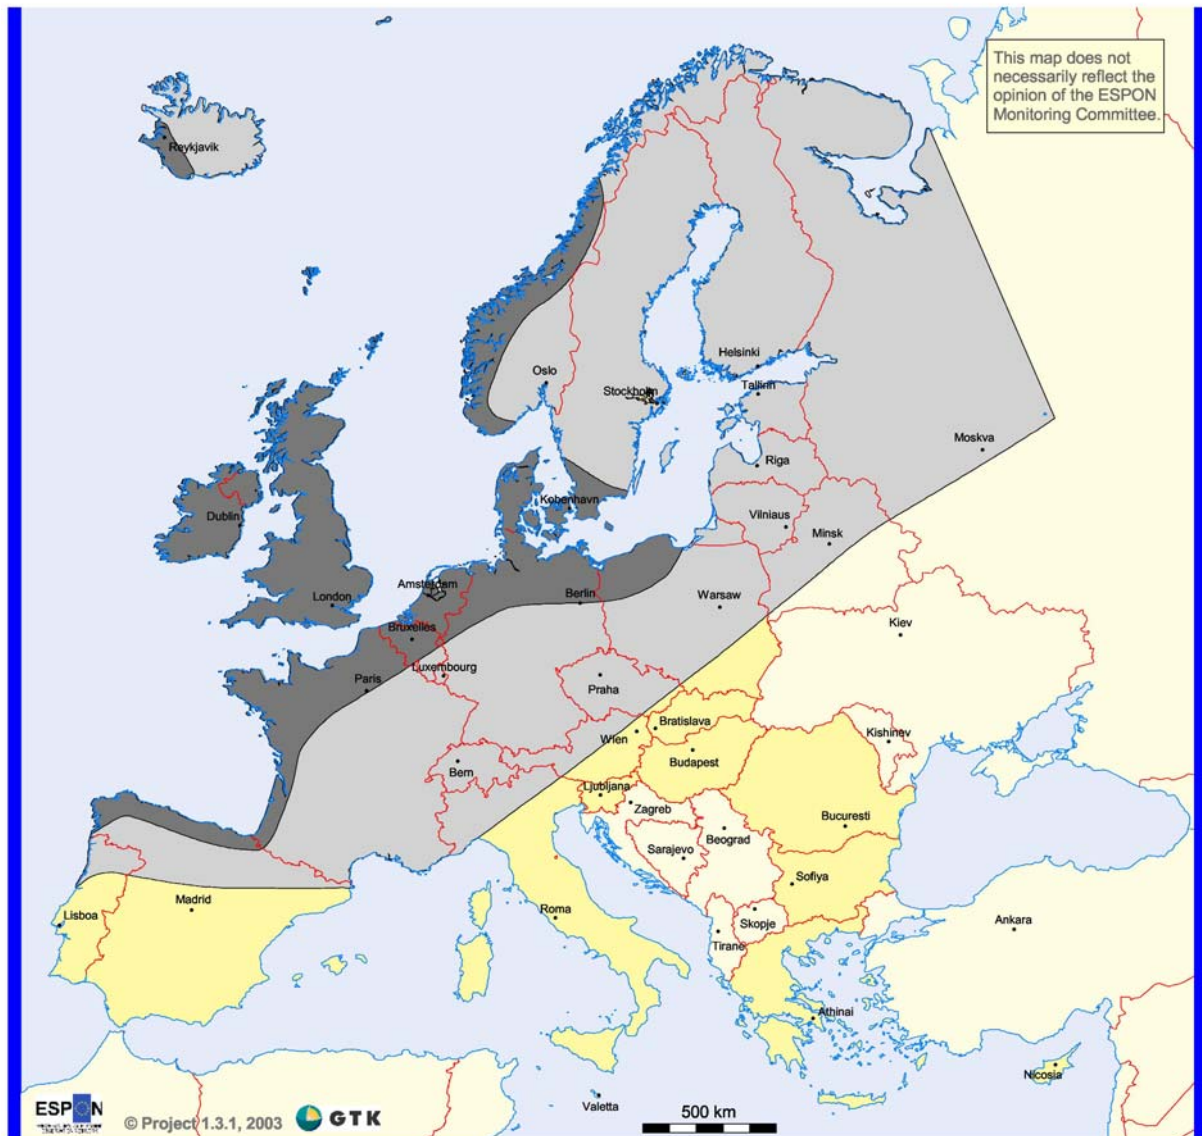 This map does not
necessarily reflect the
opinion of the ESPON
Monitoring Committee.
Reykjavik
Helsinki
Oslo
Tallinn
Stockholm
Moskva
Riga
Kobenhavn
Dublin
Vilniaus
Minsk
Amsterdam
Berlin
London
Warsaw
Kiev
Bruxelles
Luxembourg
Paris
Praha
Bratislava
Wien
Kishinev
Budapest
Bern
Ljubljana
Zagreb
Bucuresti
Beograd
Sarajevo
Sofiya
Madrid
Lisboa
Roma
Skopje
Ankara
Tirane
Athinai
Nicosia
Valetta
500 km
ESPON
© Project 1.3.1, 2003
GTK